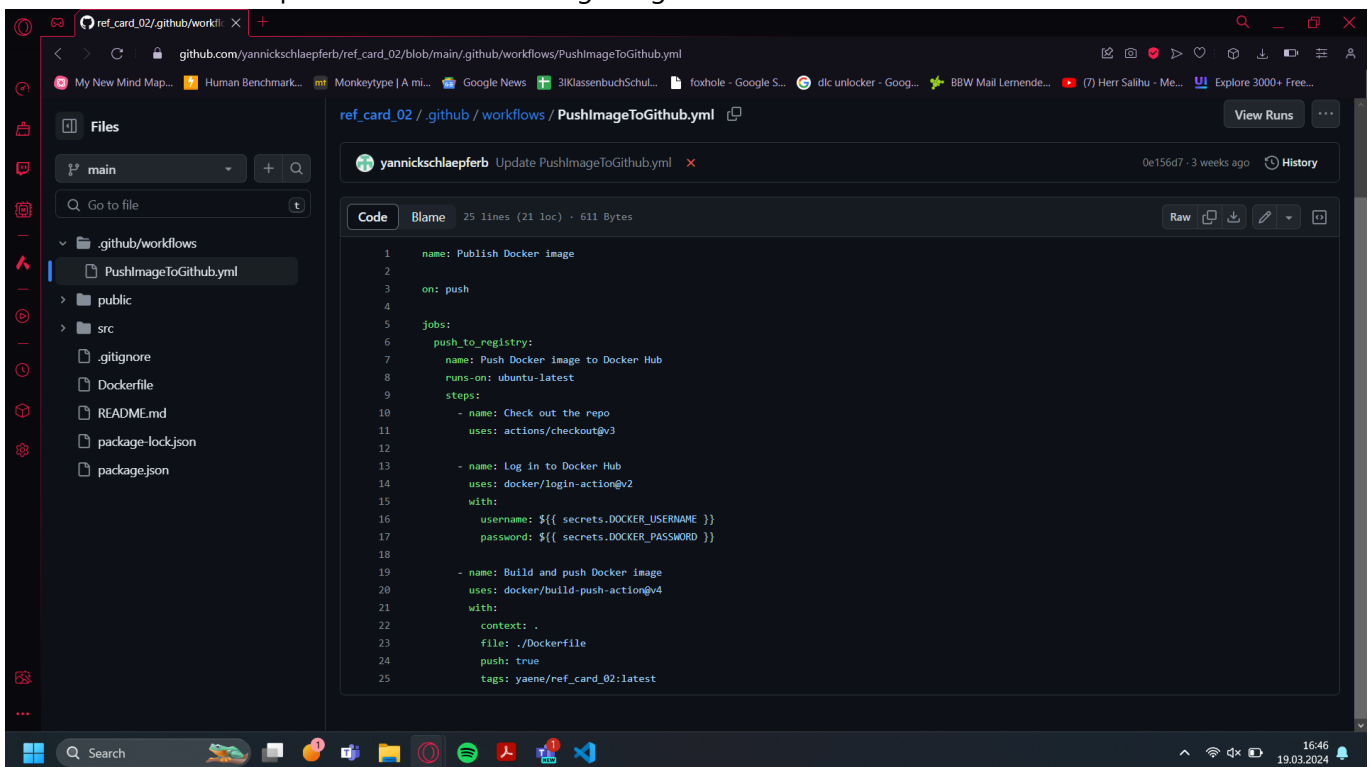 ref_card_02/.github/workfl
github.com/yannickschlaepferb/ref_card_02/blob/main/.github/workflows/PushImageToGithub.yml
My New Mind Map... Human Benchmark... mt Monkeytype | A mi... Google News 3IKlassenbuchSchul... foxhole - Google S... dlc unlocker - Goog... BBW Mail Lernende... (7) Herr Salihu - Me... UI Explore 3000+ Free...
Files
ref_card_02 / .github / workflows / PushImageToGithub.yml
View Runs
main
yannickschlaepferb Update PushImageToGithub.yml
0e156d7 · 3 weeks ago History
Go to file t
Code Blame 25 lines (21 loc) · 611 Bytes
Raw
.github/workflows
PushImageToGithub.yml
public
src
.gitignore
Dockerfile
README.md
package-lock.json
package.json
1 name: Publish Docker image
2
3 on: push
4
5 jobs:
6 push_to_registry:
7 name: Push Docker image to Docker Hub
8 runs-on: ubuntu-latest
9 steps:
10 - name: Check out the repo
11 uses: actions/checkout@v3
12
13 - name: Log in to Docker Hub
14 uses: docker/login-action@v2
15 with:
16 username: ${{ secrets.DOCKER_USERNAME }}
17 password: ${{ secrets.DOCKER_PASSWORD }}
18
19 - name: Build and push Docker image
20 uses: docker/build-push-action@v4
21 with:
22 context: .
23 file: ./Dockerfile
24 push: true
25 tags: yaene/ref_card_02:latest
Search
16:46
19.03.2024